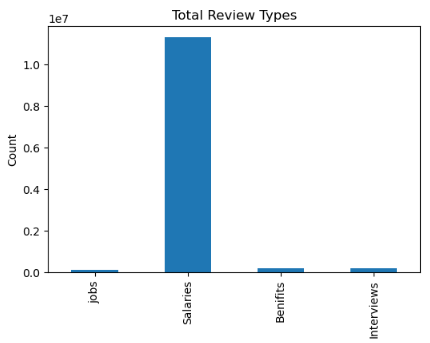 Total Review Types
1e7
Count
1.0
0.8
0.6
0.4
0.2
0.0
jobs
Salaries
Benifits
Interviews